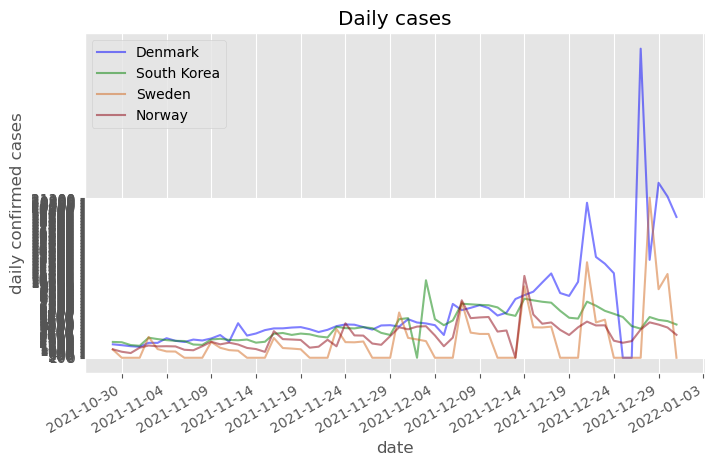 Daily cases
Denmark
South Korea
Sweden
Norway
daily confirmed cases
2021-10-30
2021-11-04
2021-11-09
2021-11-14
2021-11-19
2021-11-24
2021-11-29
2021-12-04
2021-12-09
2021-12-14
2021-12-19
2021-12-24
2021-12-29
2022-01-03
date